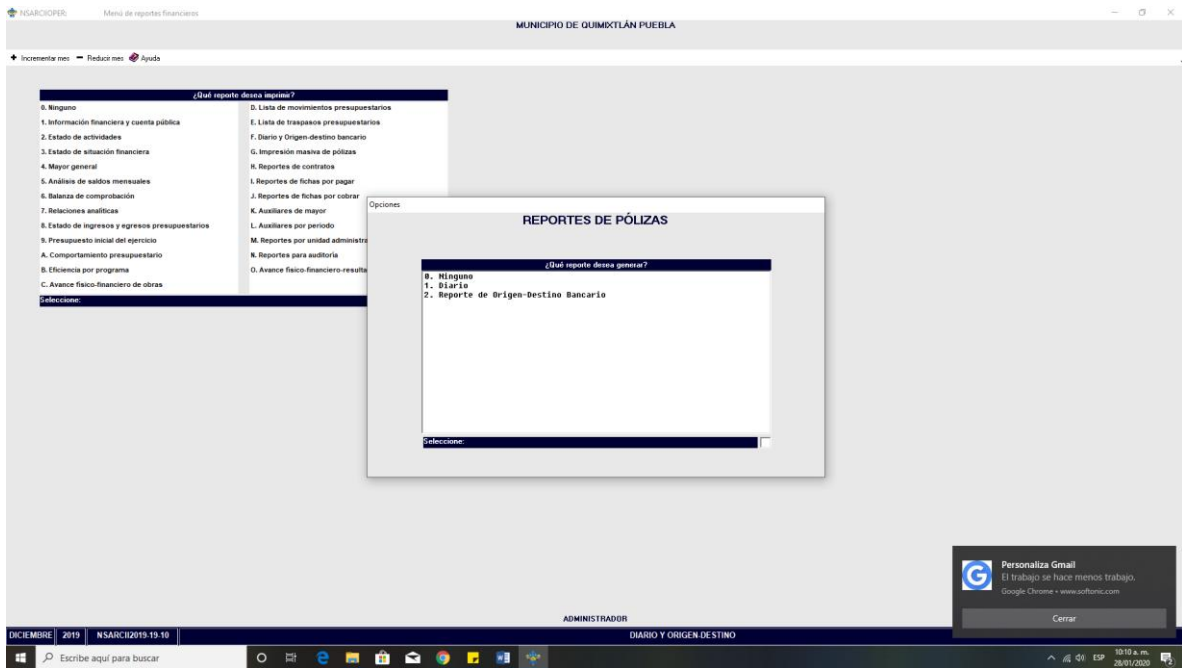 NSARCIIOPER: Menú de reportes financieros
MUNICIPIO DE QUIMIXTLÁN PUEBLA
Incrementar mes Reducir mes Ayuda
¿Qué reporte desea imprimir?
0. Ninguno
1. Información financiera y cuenta pública
2. Estado de actividades
3. Estado de situación financiera
4. Mayor general
5. Análisis de saldos mensuales
6. Balanza de comprobación
7. Relaciones analíticas
8. Estado de ingresos y egresos presupuestarios
9. Presupuesto inicial del ejercicio
A. Comportamiento presupuestario
B. Eficiencia por programa
C. Avance físico-financiero de obras
D. Lista de movimientos presupuestarios
E. Lista de traspasos presupuestarios
F. Diario y Origen-destino bancario
G. Impresión masiva de pólizas
H. Reportes de contratos
I. Reportes de fichas por pagar
J. Reportes de fichas por cobrar
K. Auxiliares de mayor
L. Auxiliares por periodo
M. Reportes por unidad administra
N. Reportes para auditoría
O. Avance físico-financiero-resulta
Seleccione:
Opciones
REPORTES DE PÓLIZAS
¿Qué reporte desea generar?
0. Ninguno
1. Diario
2. Reporte de Origen-Destino Bancario
Seleccione:
Personaliza Gmail
El trabajo se hace menos trabajo.
Google Chrome • www.softonic.com
Cerrar
ADMINISTRADOR
DICIEMBRE 2019 NSARCII2019-19-10 DIARIO Y ORIGEN-DESTINO
Escribe aquí para buscar
ESP
10:10 a. m.
28/01/2020
2